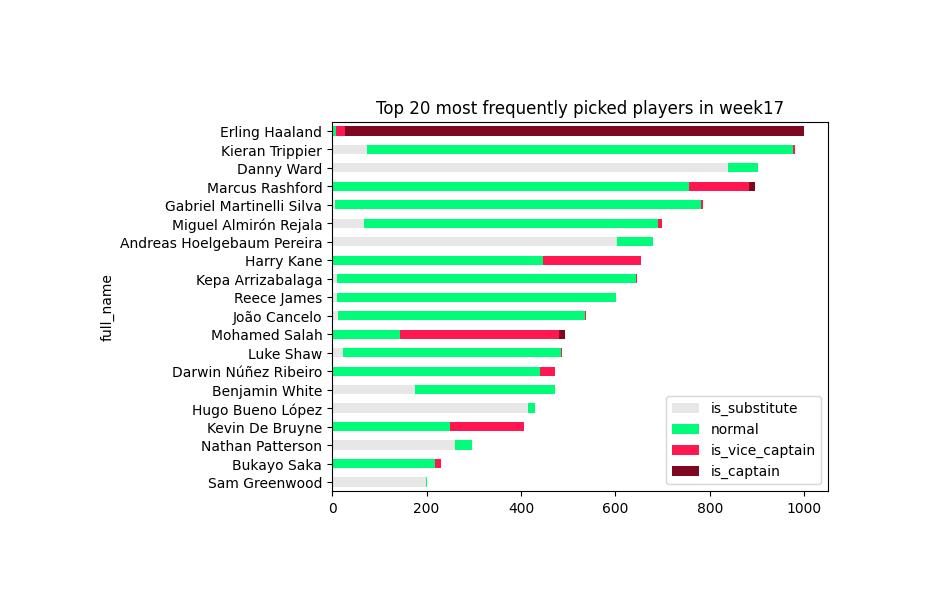 Top 20 most frequently picked players in week17
full_name
Erling Haaland
Kieran Trippier
Danny Ward
Marcus Rashford
Gabriel Martinelli Silva
Miguel Almirón Rejala
Andreas Hoelgebaum Pereira
Harry Kane
Kepa Arrizabalaga
Reece James
João Cancelo
Mohamed Salah
Luke Shaw
Darwin Núñez Ribeiro
Benjamin White
Hugo Bueno López
Kevin De Bruyne
Nathan Patterson
Bukayo Saka
Sam Greenwood
is_substitute
normal
is_vice_captain
is_captain
0 200 400 600 800 1000